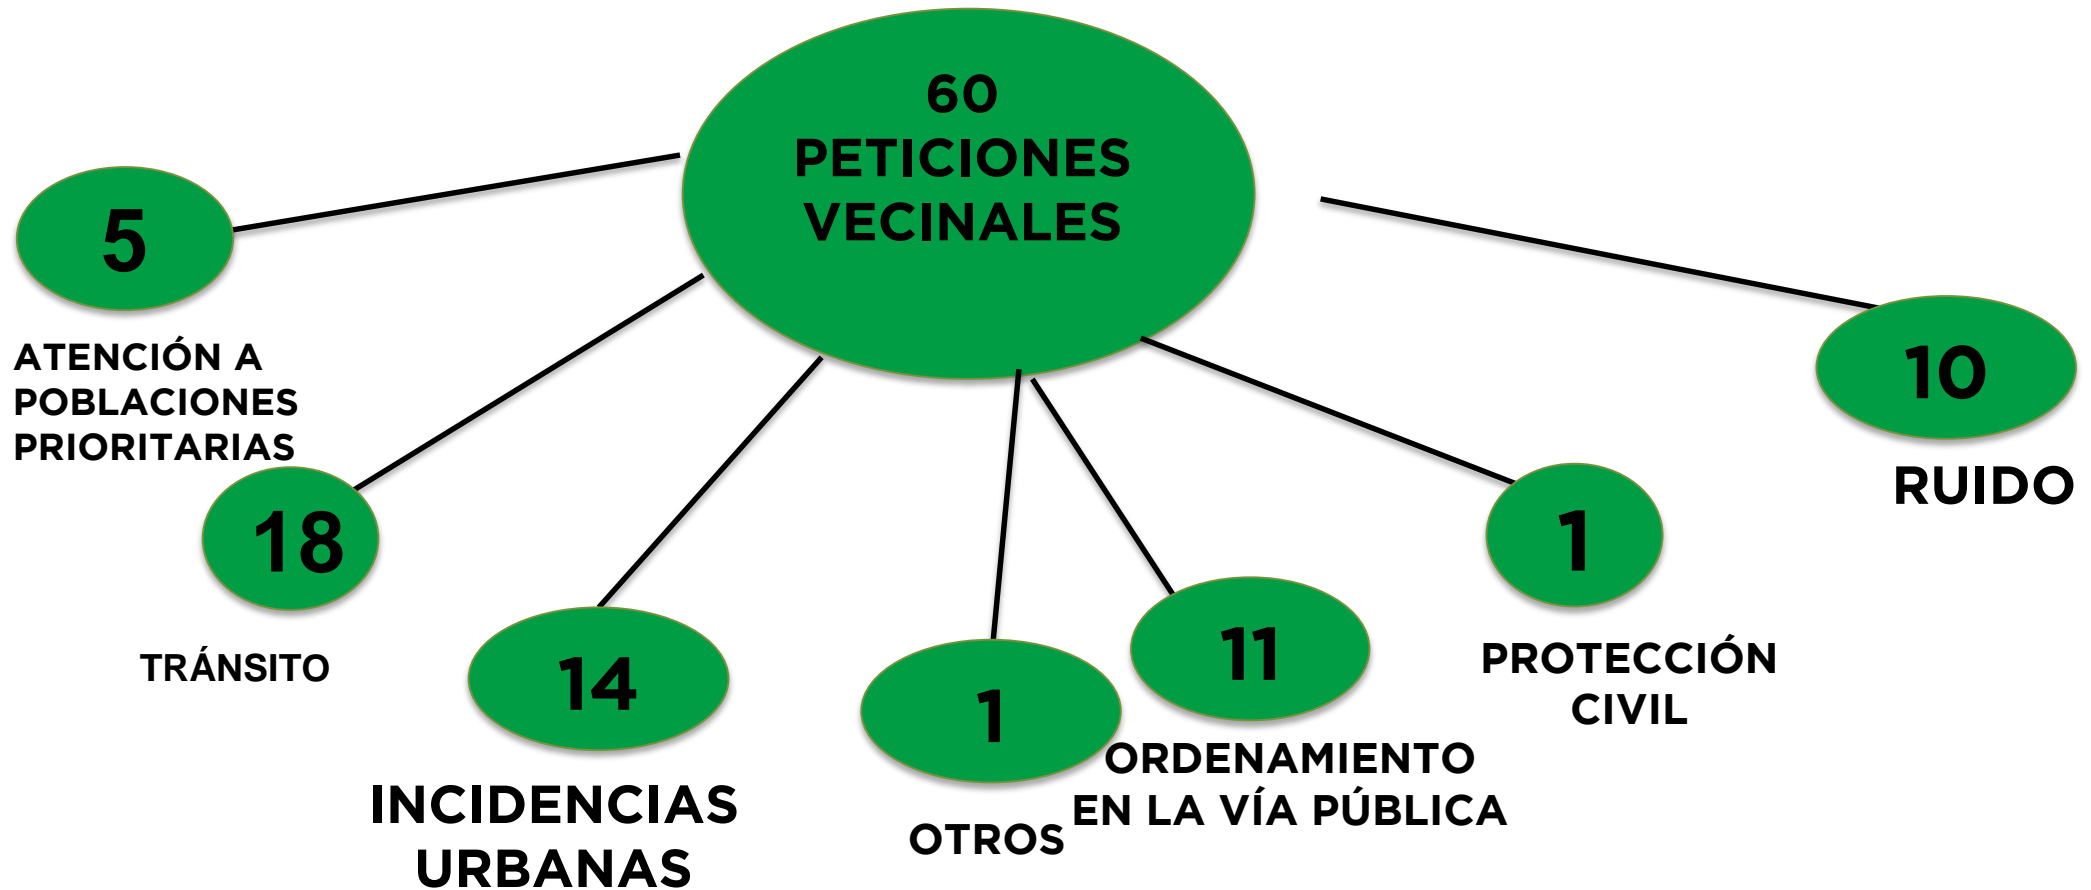 60
PETICIONES
VECINALES
5
ATENCIÓN A
POBLACIONES
PRIORITARIAS
18
TRÁNSITO
14
INCIDENCIAS
URBANAS
1
OTROS
11
ORDENAMIENTO
EN LA VÍA PÚBLICA
1
PROTECCIÓN
CIVIL
10
RUIDO